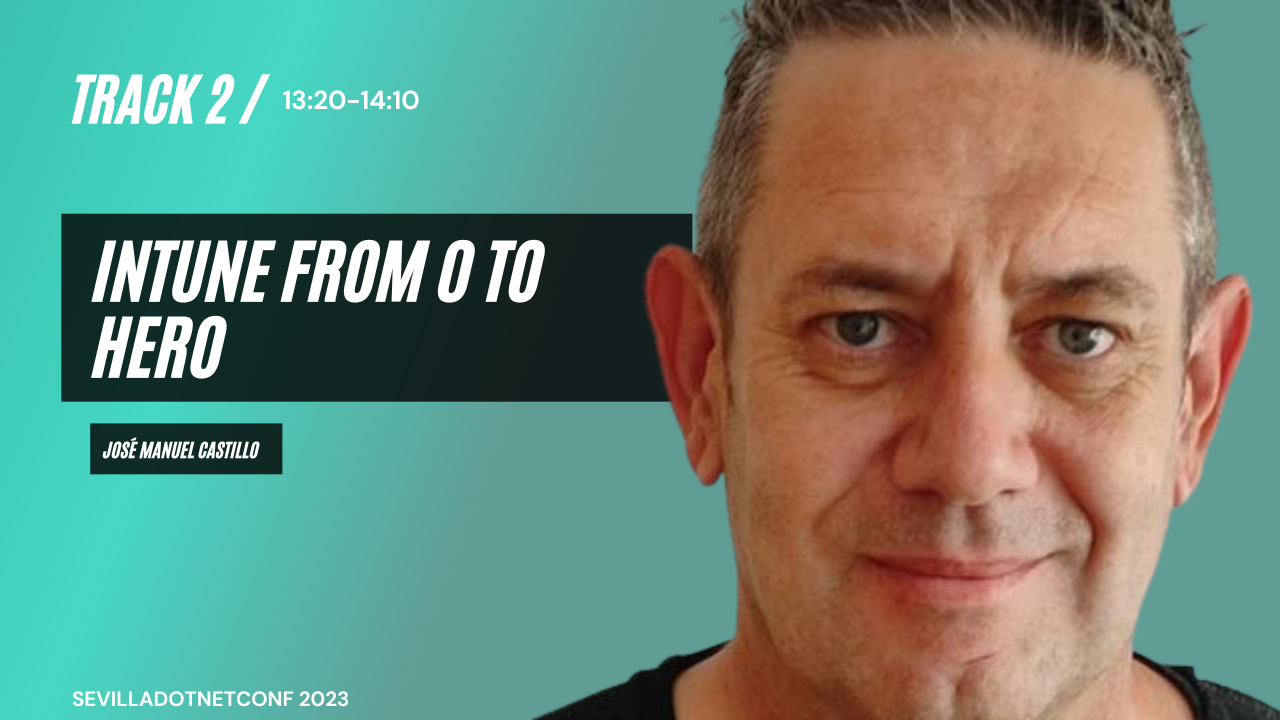 TRACK 2 / 13:20-14:10
INTUNE FROM 0 TO
HERO
JOSÉ MANUEL CASTILLO
SEVILLADOTNETCONF 2023